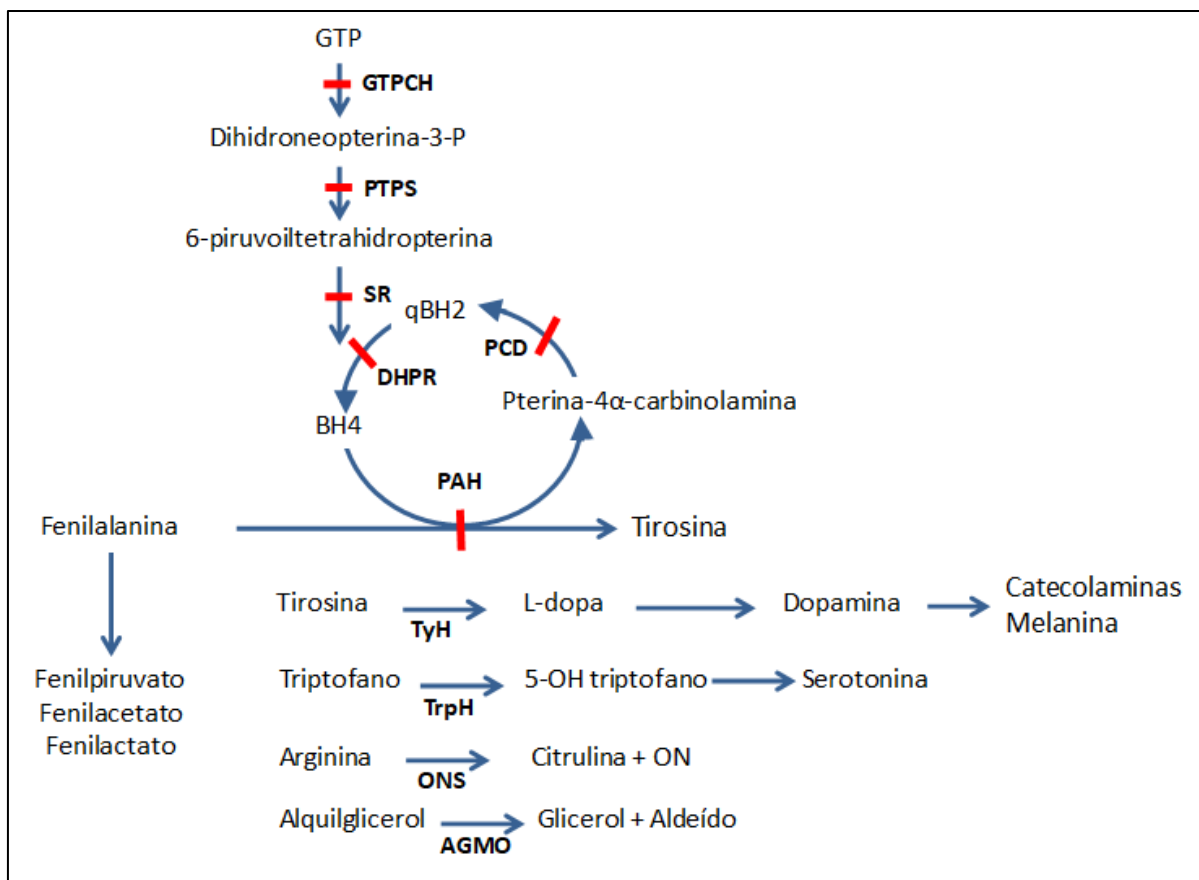 GTP
GTPCH
Dihidroneopterina-3-P
PTPS
6-piruvoiltetrahidropterina
SR
qBH2
PCD
DHPR
Pterina-4α-carbinolamina
BH4
PAH
Fenilalanina
Tirosina
Tirosina
TyH
L-dopa
Dopamina
Catecolaminas
Melanina
Fenilpiruvato
Fenilacetato
Fenilactato
Triptofano
TrpH
5-OH triptofano
Serotonina
Arginina
ONS
Citrulina + ON
Alquilglicerol
AGMO
Glicerol + Aldeído